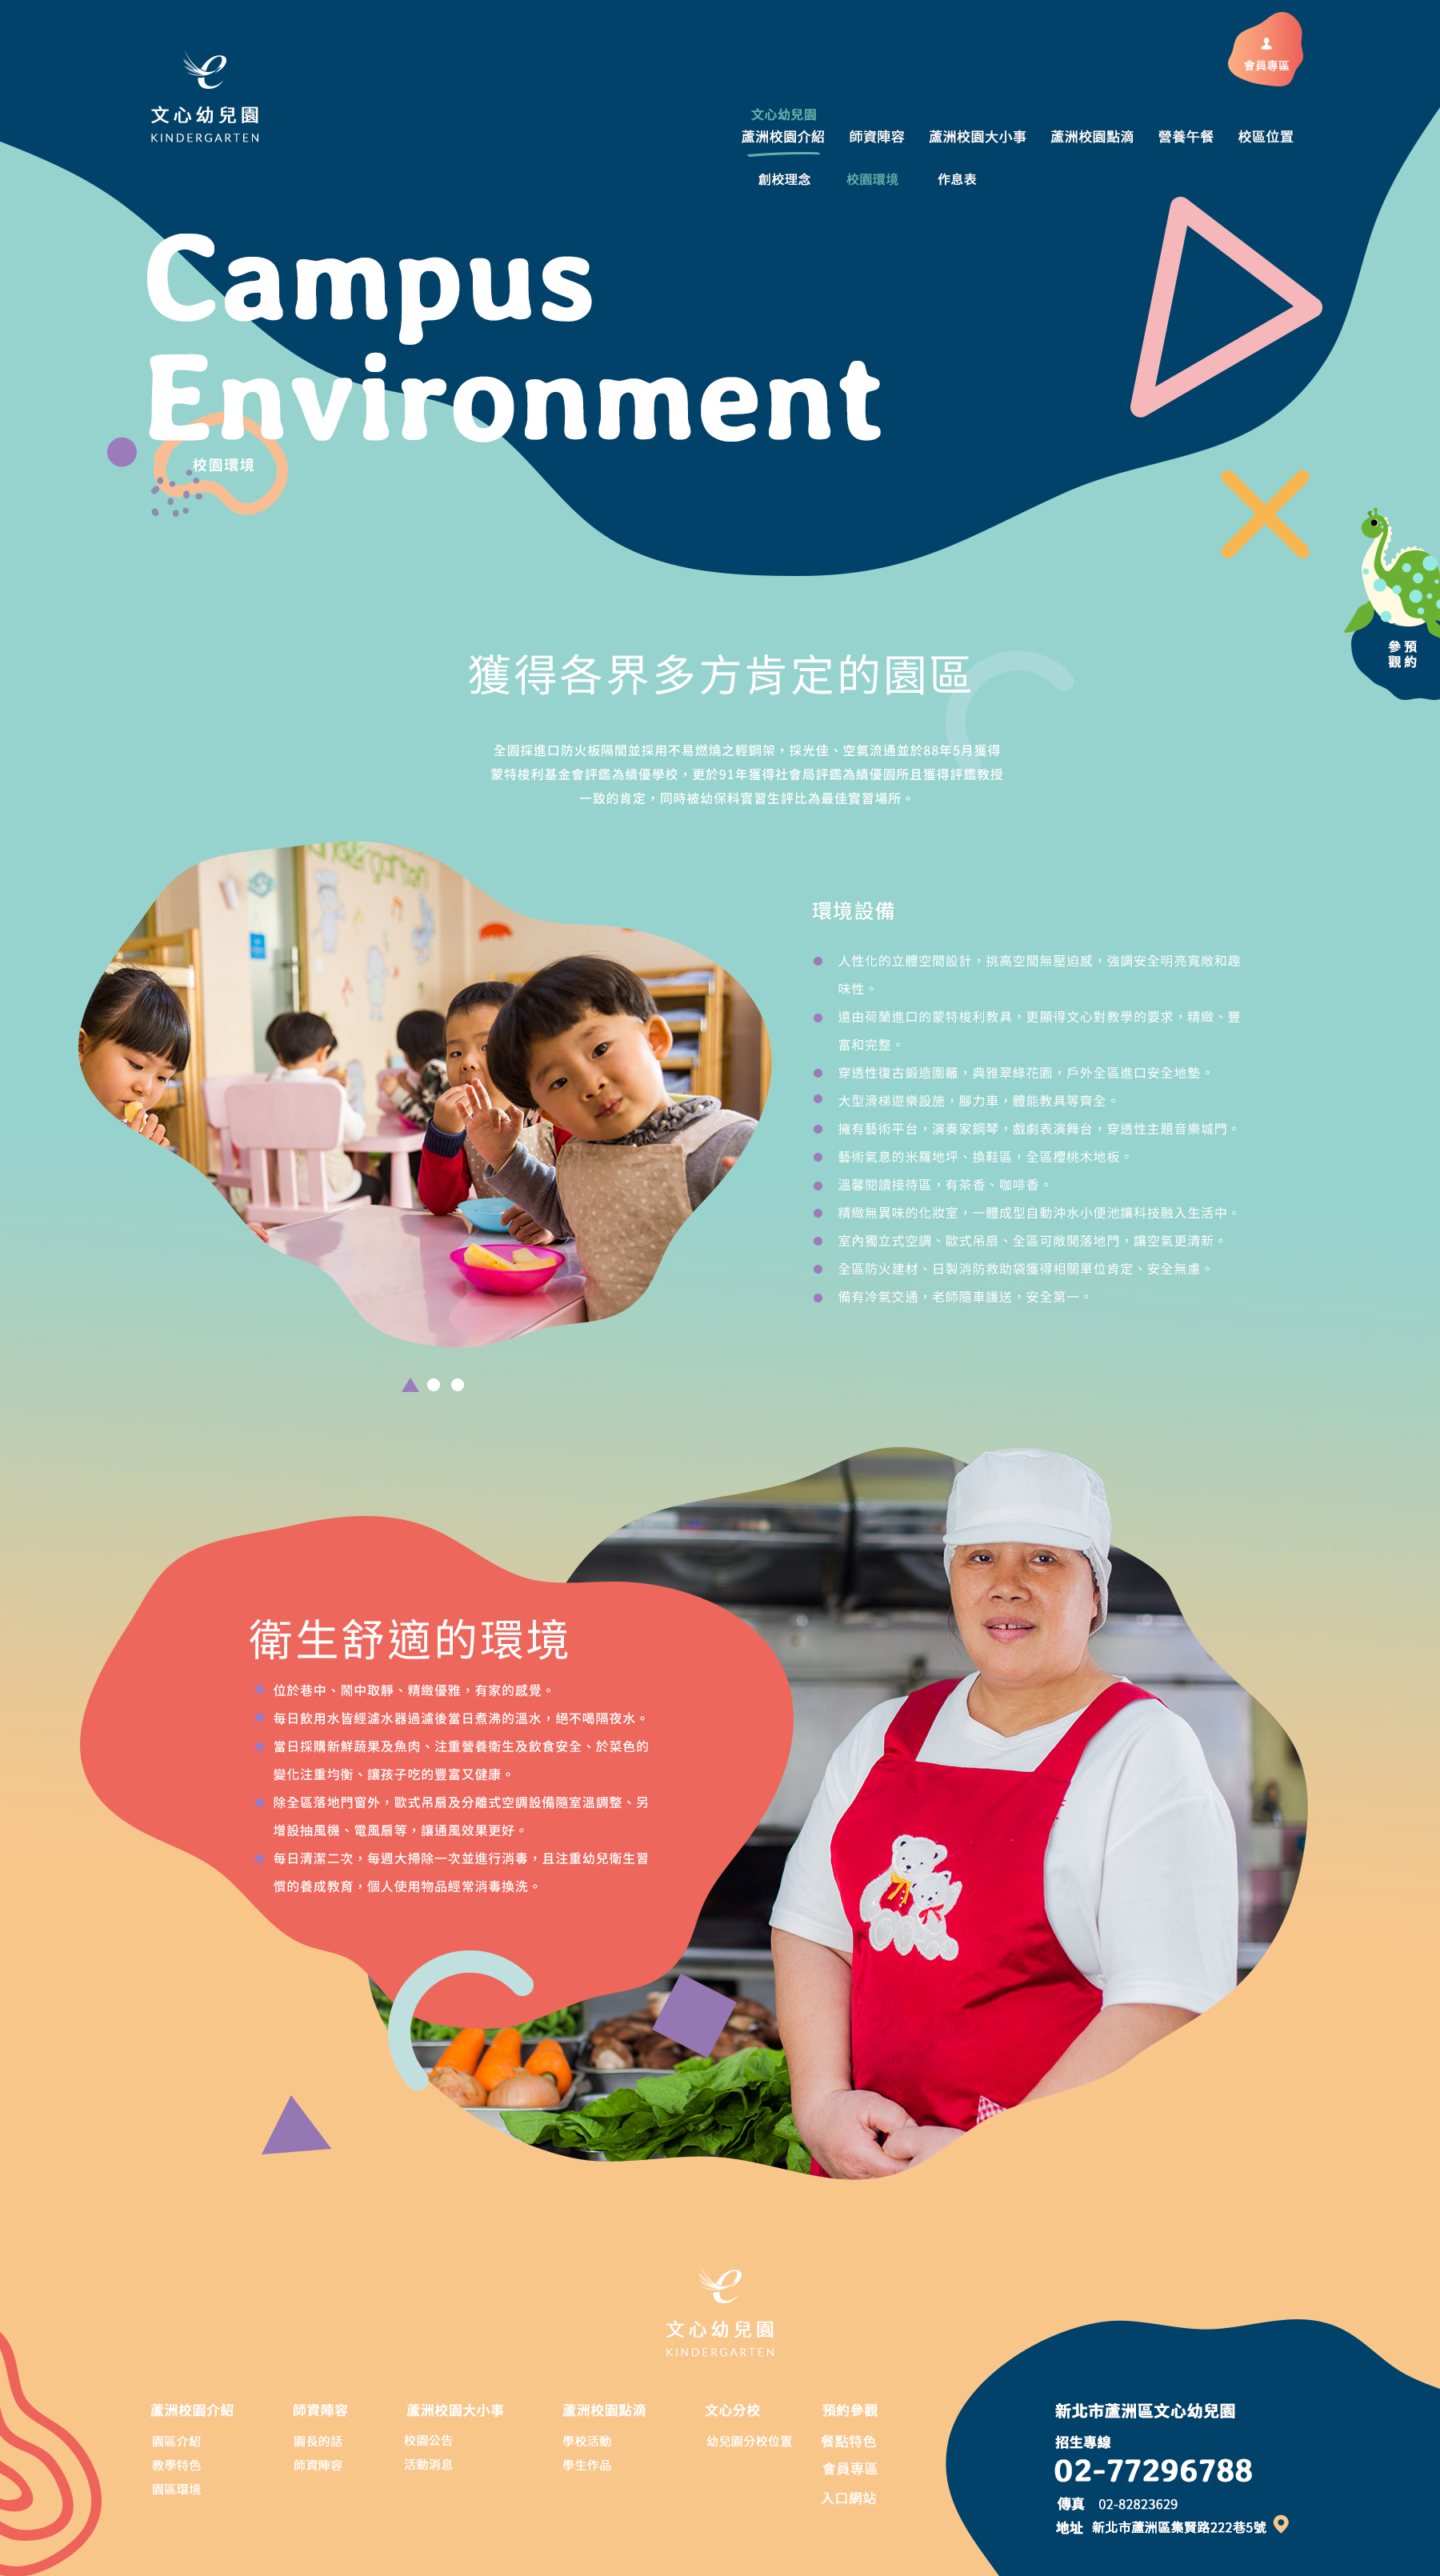 會員專區
文心幼兒園
KINDERGARTEN
文心幼兒園
蘆洲校園介紹 師資陣容 蘆洲校園大小事 蘆洲校園點滴 營養午餐 校區位置
創校理念 校園環境 作息表
Campus
Environment
校園環境
參預
觀約
獲得各界多方肯定的園區
全園採進口防火板隔間並採用不易燃燒之輕鋼架，採光佳、空氣流通並於88年5月獲得
蒙特梭利基金會評鑑為績優學校，更於91年獲得社會局評鑑為績優園所且獲得評鑑教授
一致的肯定，同時被幼保科實習生評比為最佳實習場所。
環境設備
人性化的立體空間設計，挑高空間無壓迫感，強調安全明亮寬敞和趣
味性。
遠由荷蘭進口的蒙特梭利教具，更顯得文心對教學的要求，精緻、豐
富和完整。
穿透性復古鍛造圍籬，典雅翠綠花園，戶外全區進口安全地墊。
大型滑梯遊樂設施，腳力車，體能教具等齊全。
擁有藝術平台，演奏家鋼琴，戲劇表演舞台，穿透性主題音樂城門。
藝術氣息的米羅地坪、換鞋區，全區櫻桃木地板。
溫馨閱讀接待區，有茶香、咖啡香。
精緻無異味的化妝室，一體成型自動沖水小便池讓科技融入生活中。
室內獨立式空調、歐式吊扇、全區可敞開落地門，讓空氣更清新。
全區防火建材、日製消防救助袋獲得相關單位肯定、安全無慮。
備有冷氣交通，老師隨車護送，安全第一。
衛生舒適的環境
位於巷中、鬧中取靜、精緻優雅，有家的感覺。
每日飲用水皆經濾水器過濾後當日煮沸的溫水，絕不喝隔夜水。
當日採購新鮮蔬果及魚肉、注重營養衛生及飲食安全、於菜色的
變化注重均衡、讓孩子吃的豐富又健康。
除全區落地門窗外，歐式吊扇及分離式空調設備隨室溫調整、另
增設抽風機、電風扇等，讓通風效果更好。
每日清潔二次，每週大掃除一次並進行消毒，且注重幼兒衛生習
慣的養成教育，個人使用物品經常消毒換洗。
文心幼兒園
KINDERGARTEN
蘆洲校園介紹 師資陣容 蘆洲校園大小事 蘆洲校園點滴 文心分校 預約參觀
園區介紹 園長的話 校園公告 學校活動 幼兒園分校位置 餐點特色
教學特色 師資陣容 活動消息 學生作品 會員專區
園區環境 入口網站
新北市蘆洲區文心幼兒園
招生專線
02-77296788
傳真 02-82823629
地址 新北市蘆洲區集賢路222巷5號